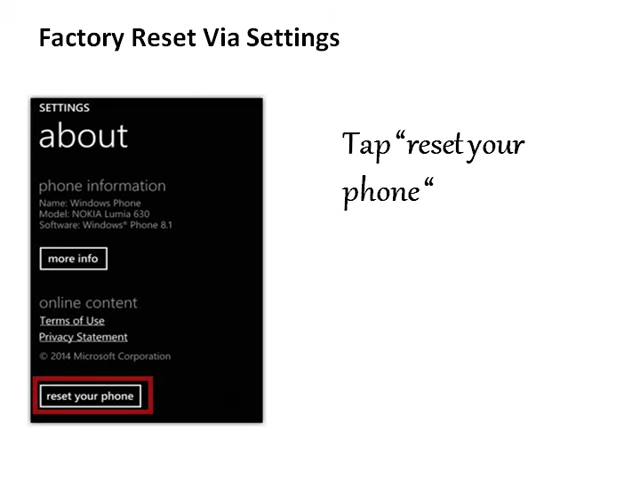 Factory Reset Via Settings
SETTINGS
about
phone information
Name: Windows Phone
Model: NOKIA Lumia 630
Software: Windows® Phone 8.1
more info
online content
Terms of Use
Privacy Statement
© 2014 Microsoft Corporation
reset your phone
Tap “reset your
phone “